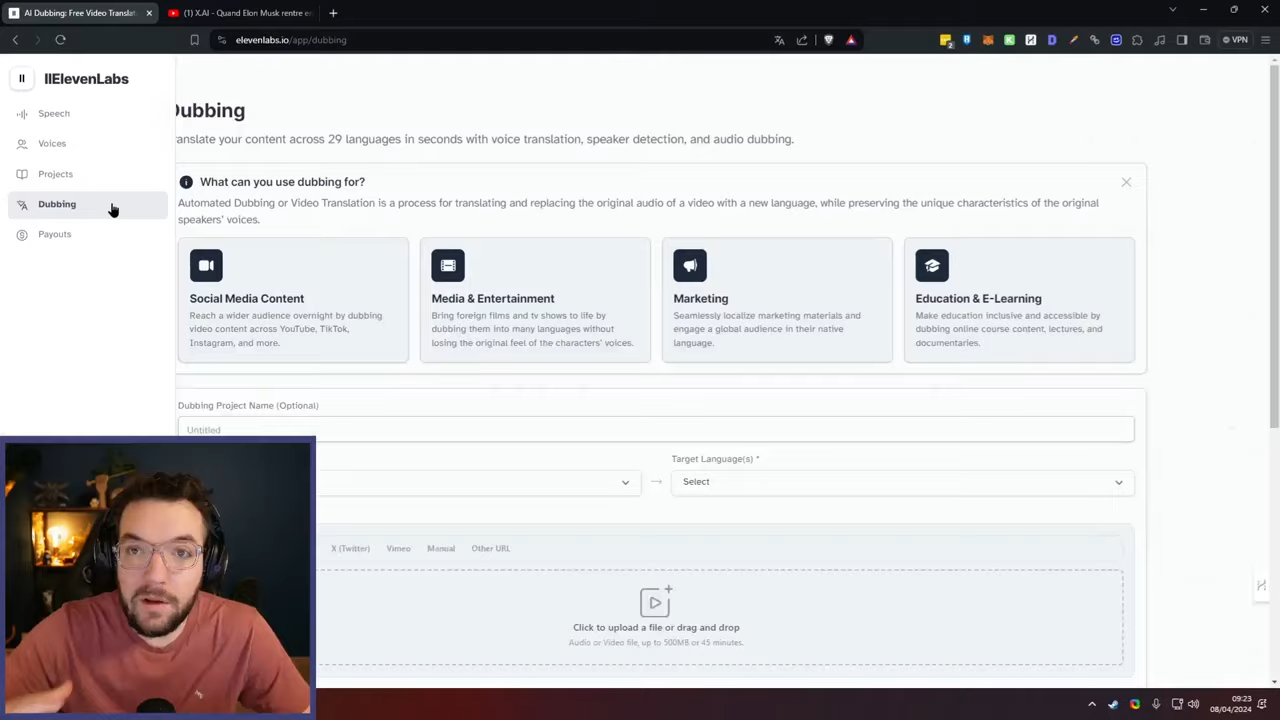 AI Dubbing: Free Video Translat
(1) X.AI - Quand Elon Musk rentre en
elevenlabs.io/app/dubbing
2
VPN
IIElevenLabs
Speech
Voices
Projects
Dubbing
Payouts
Dubbing
anslate your content across 29 languages in seconds with voice translation, speaker detection, and audio dubbing.
What can you use dubbing for?
Automated Dubbing or Video Translation is a process for translating and replacing the original audio of a video with a new language, while preserving the unique characteristics of the original
speakers' voices.
Social Media Content
Reach a wider audience overnight by dubbing
video content across YouTube, TikTok,
Instagram, and more.
Media & Entertainment
Bring foreign films and tv shows to life by
dubbing them into many languages without
losing the original feel of the characters' voices.
Marketing
Seamlessly localize marketing materials and
engage a global audience in their native
language.
Education & E-Learning
Make education inclusive and accessible by
dubbing online course content, lectures, and
documentaries.
Dubbing Project Name (Optional)
Untitled
Target Language(s) *
Select
X (Twitter)
Vimeo
Manual
Other URL
Click to upload a file or drag and drop
Audio or Video file, up to 500MB or 45 minutes.
09:23
08/04/2024